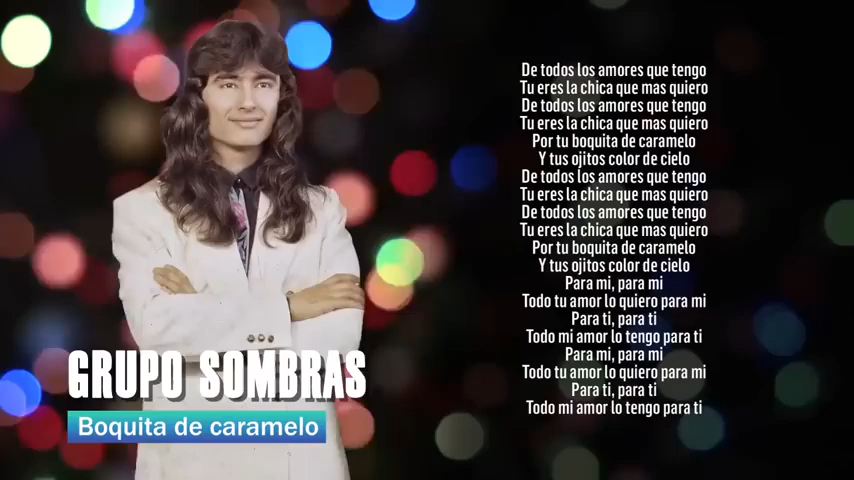 GRUPO SOMBRAS
Boquita de caramelo
De todos los amores que tengo
Tu eres la chica que mas quiero
De todos los amores que tengo
Tu eres la chica que mas quiero
Por tu boquita de caramelo
Y tus ojitos color de cielo
De todos los amores que tengo
Tu eres la chica que mas quiero
De todos los amores que tengo
Tu eres la chica que mas quiero
Por tu boquita de caramelo
Y tus ojitos color de cielo
Para mi, para mi
Todo tu amor lo quiero para mi
Para ti, para ti
Todo mi amor lo tengo para ti
Para mi, para mi
Todo tu amor lo quiero para mi
Para ti, para ti
Todo mi amor lo tengo para ti